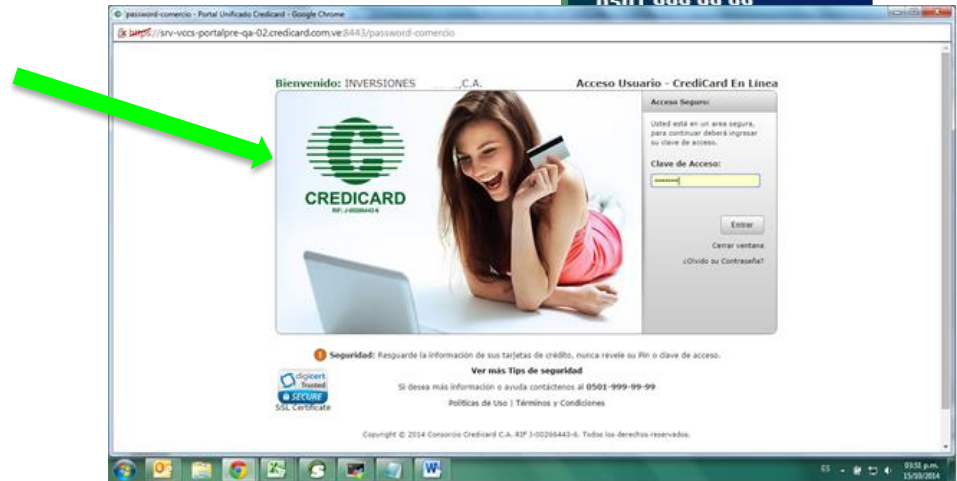 password-comercio - Portal Unificado Credicard - Google Chrome
https://srv-vccs-portalpre-qa-02.credicard.com.ve:8443/password-comercio
Bienvenido: INVERSIONES ,C.A.
Acceso Usuario - CrediCard En Línea
CREDICARD
RIF: J-00266443-6
Acceso Seguro:
Usted está en un area segura,
para continuar deberá ingresar
su clave de acceso.
Clave de Acceso:
Entrar
Cerrar ventana
¿Olvido su Contraseña?
Seguridad: Resguarde la información de sus tarjetas de crédito, nunca revele su Pin o clave de acceso.
Ver más Tips de seguridad
Si desea más información o ayuda contáctenos al 0501-999-99-99
Políticas de Uso | Términos y Condiciones
digicert
Trusted
SECURE
SSL Certificate
Copyright © 2014 Consorcio Credicard C.A. RIF J-00266443-6. Todos los derechos reservados.
ES
03:51 p.m.
15/10/2014